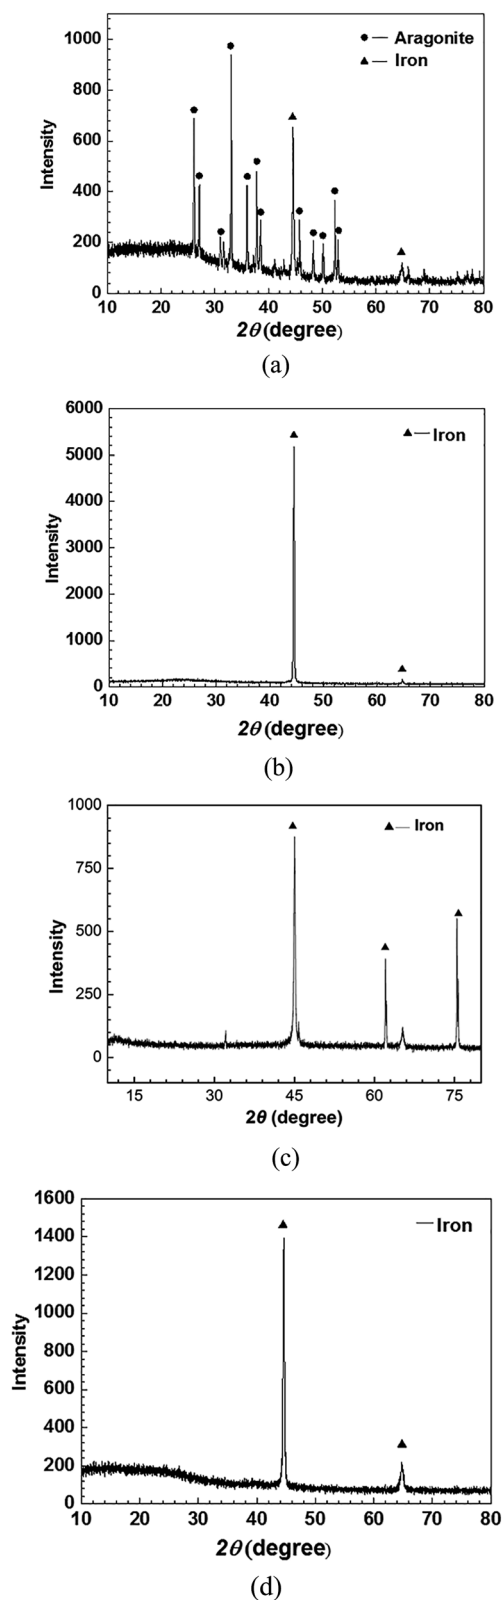 1000
800
600
400
200
0
Intensity
● — Aragonite
▲ — Iron
10 20 30 40 50 60 70 80
2θ (degree)
(a)
6000
5000
4000
3000
2000
1000
0
Intensity
▲ — Iron
10 20 30 40 50 60 70 80
2θ (degree)
(b)
1000
750
500
250
0
Intensity
▲ — Iron
15 30 45 60 75
2θ (degree)
(c)
1600
1400
1200
1000
800
600
400
200
0
Intensity
— Iron
10 20 30 40 50 60 70 80
2θ (degree)
(d)